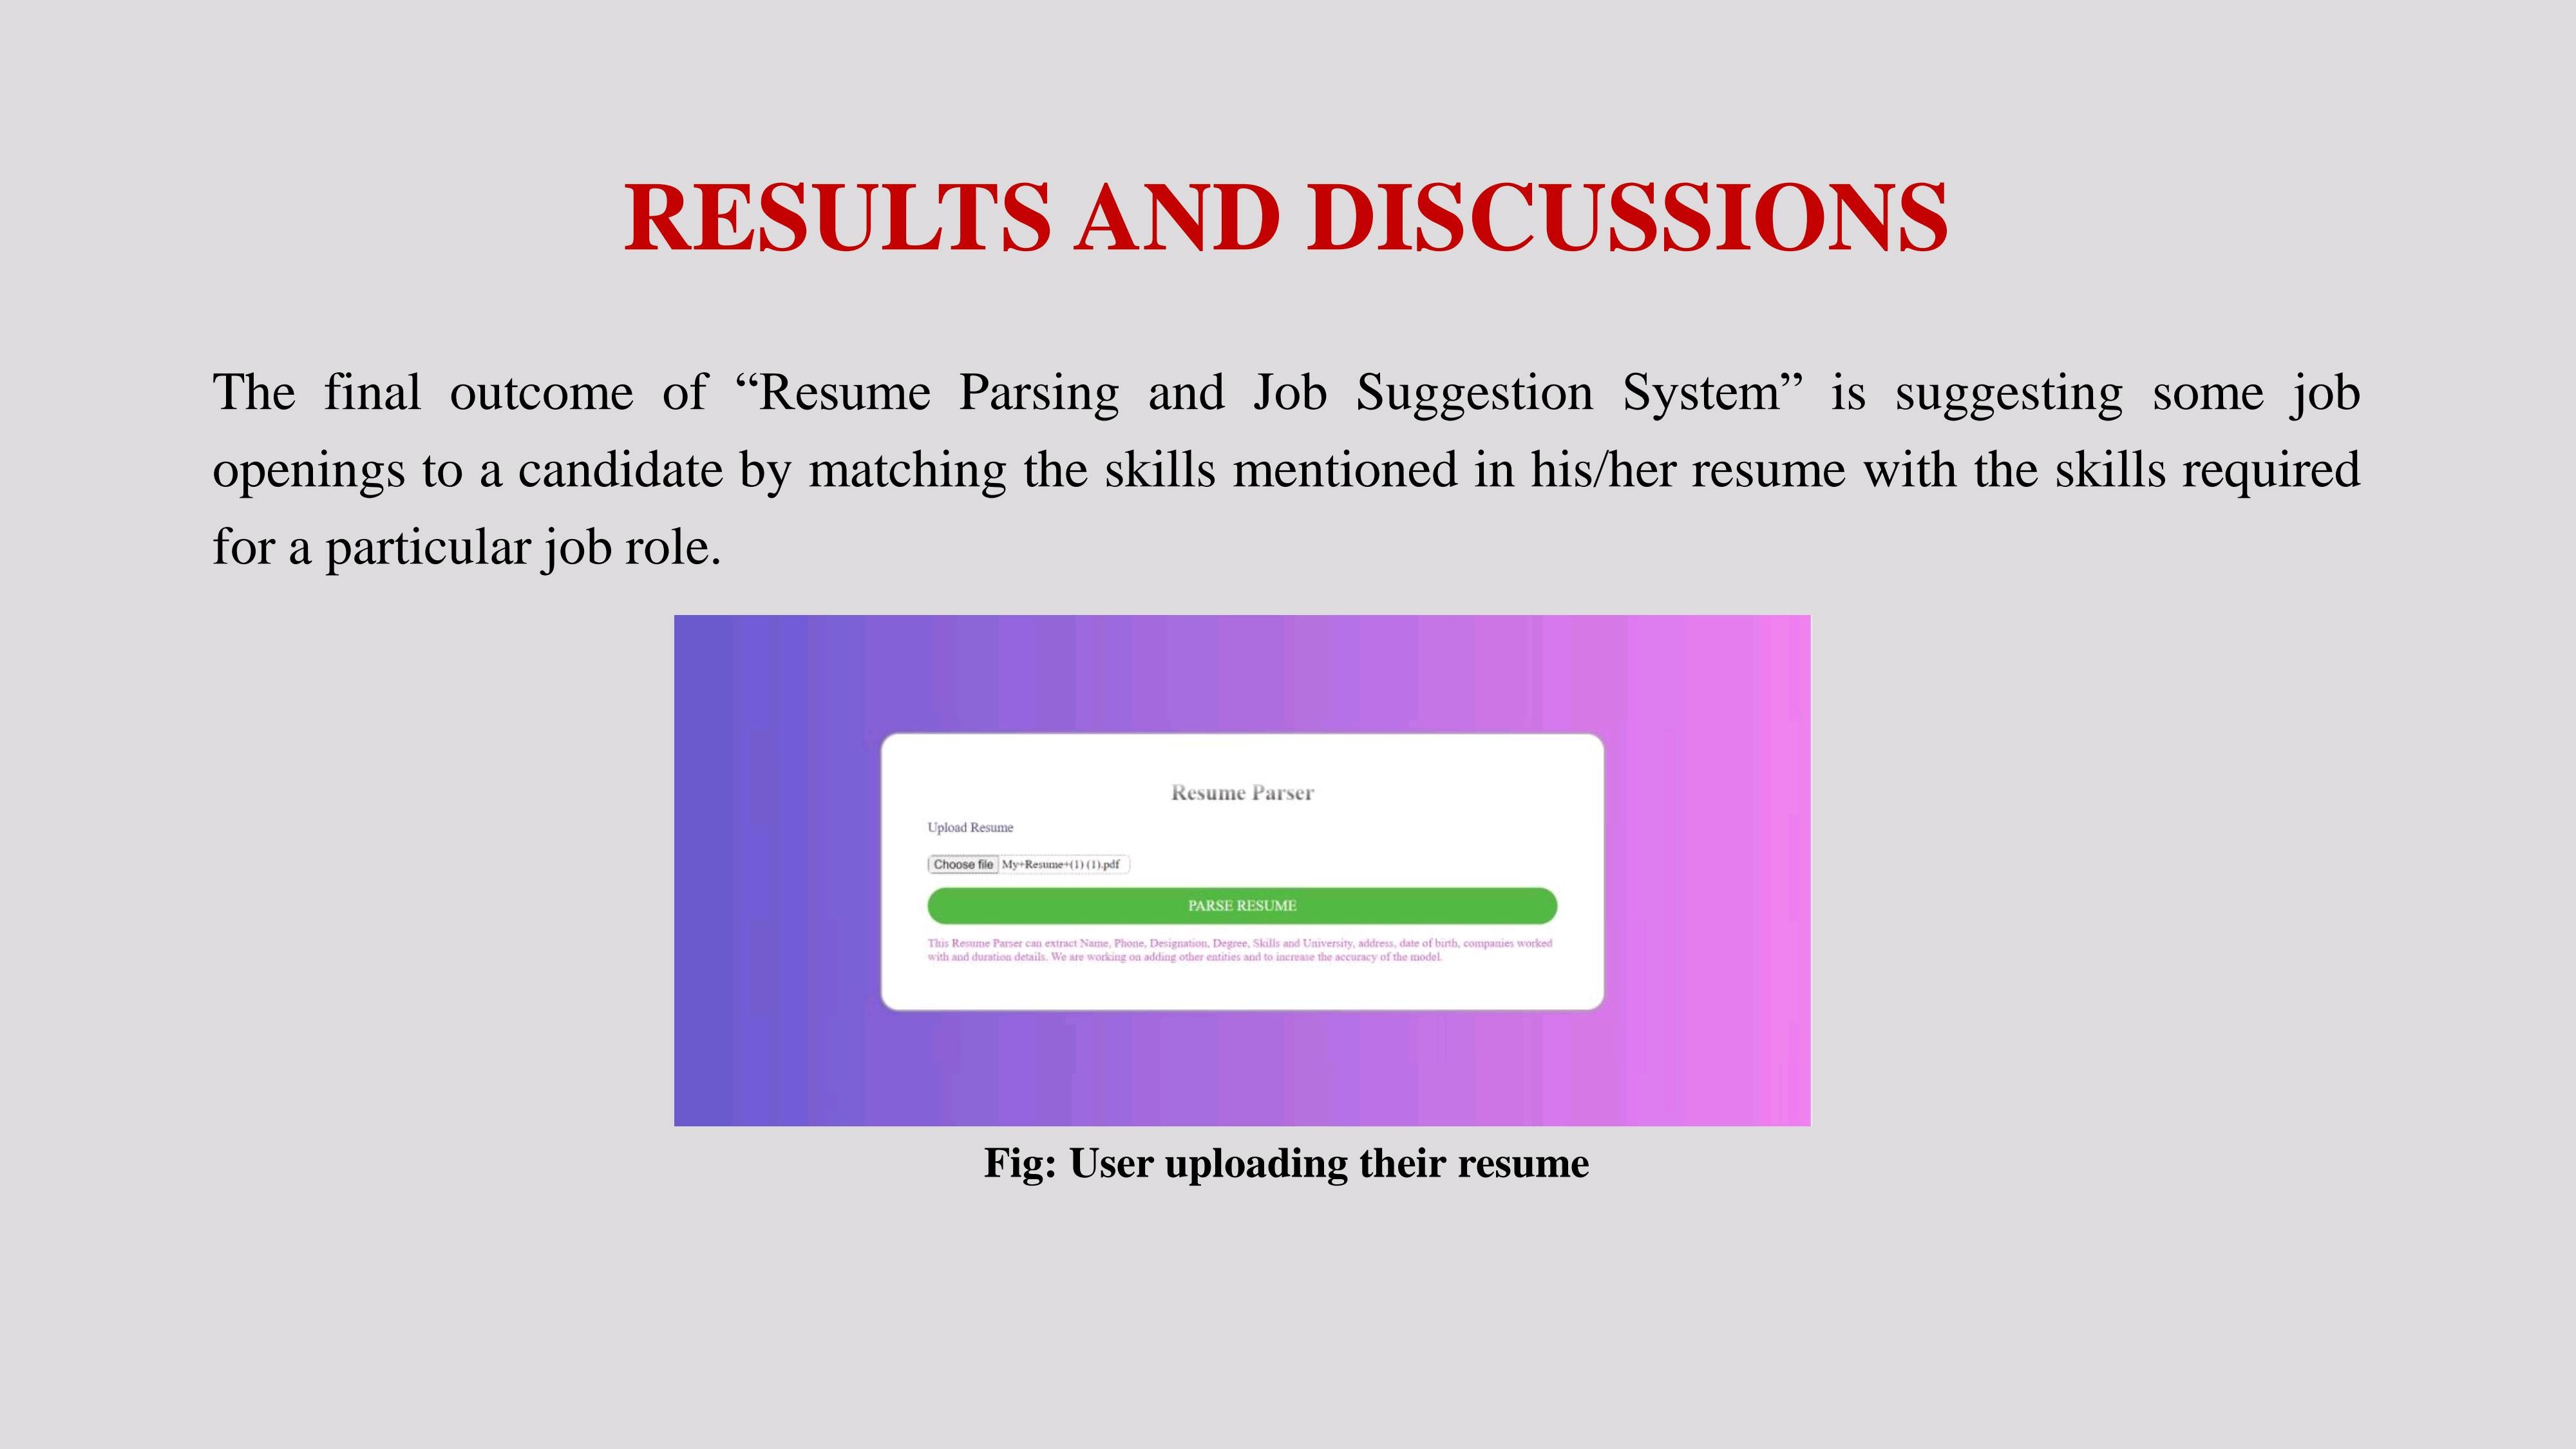 RESULTS AND DISCUSSIONS
The final outcome of “Resume Parsing and Job Suggestion System” is suggesting some job
openings to a candidate by matching the skills mentioned in his/her resume with the skills required
for a particular job role.
Resume Parser
Upload Resume
Choose file My+Resume+(1) (1).pdf
PARSE RESUME
This Resume Parser can extract Name, Phone, Designation, Degree, Skills and University, address, date of birth, companies worked
with and duration details. We are working on adding other entities and to increase the accuracy of the model.
Fig: User uploading their resume